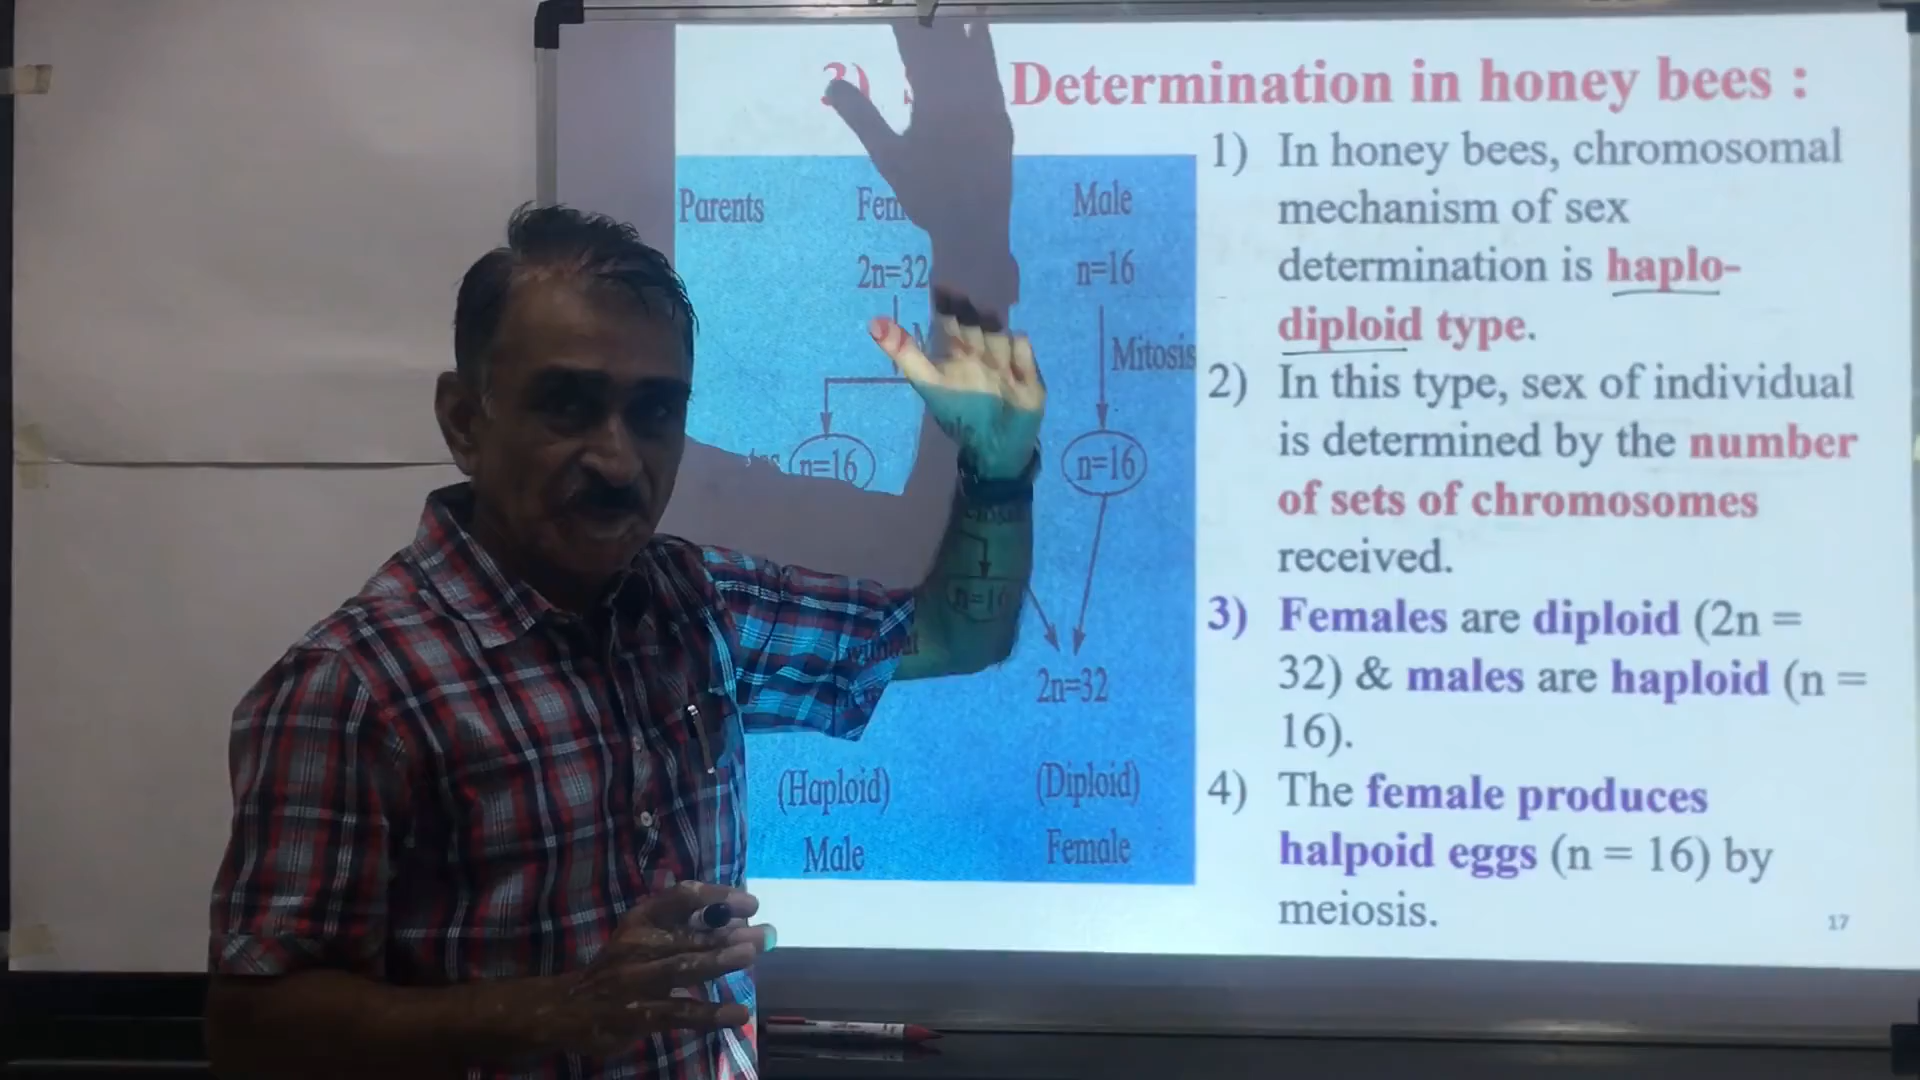 3) Determination in honey bees :
Parents
Male
2n=32
n=16
Mitosis
n=16
n=16
2n=32
(Haploid)
(Diploid)
Male
Female
1) In honey bees, chromosomal
mechanism of sex
determination is haplo-
diploid type.
2) In this type, sex of individual
is determined by the number
of sets of chromosomes
received.
3) Females are diploid (2n =
32) & males are haploid (n =
16).
4) The female produces
halpoid eggs (n = 16) by
meiosis.
17